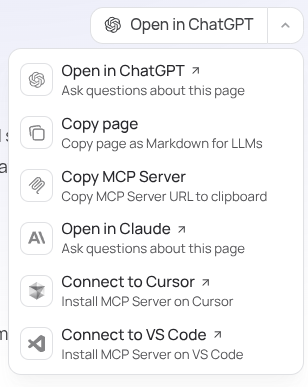 Open in ChatGPT
Open in ChatGPT ↗
Ask questions about this page
Copy page
Copy page as Markdown for LLMs
Copy MCP Server
Copy MCP Server URL to clipboard
Open in Claude ↗
Ask questions about this page
Connect to Cursor ↗
Install MCP Server on Cursor
Connect to VS Code ↗
Install MCP Server on VS Code